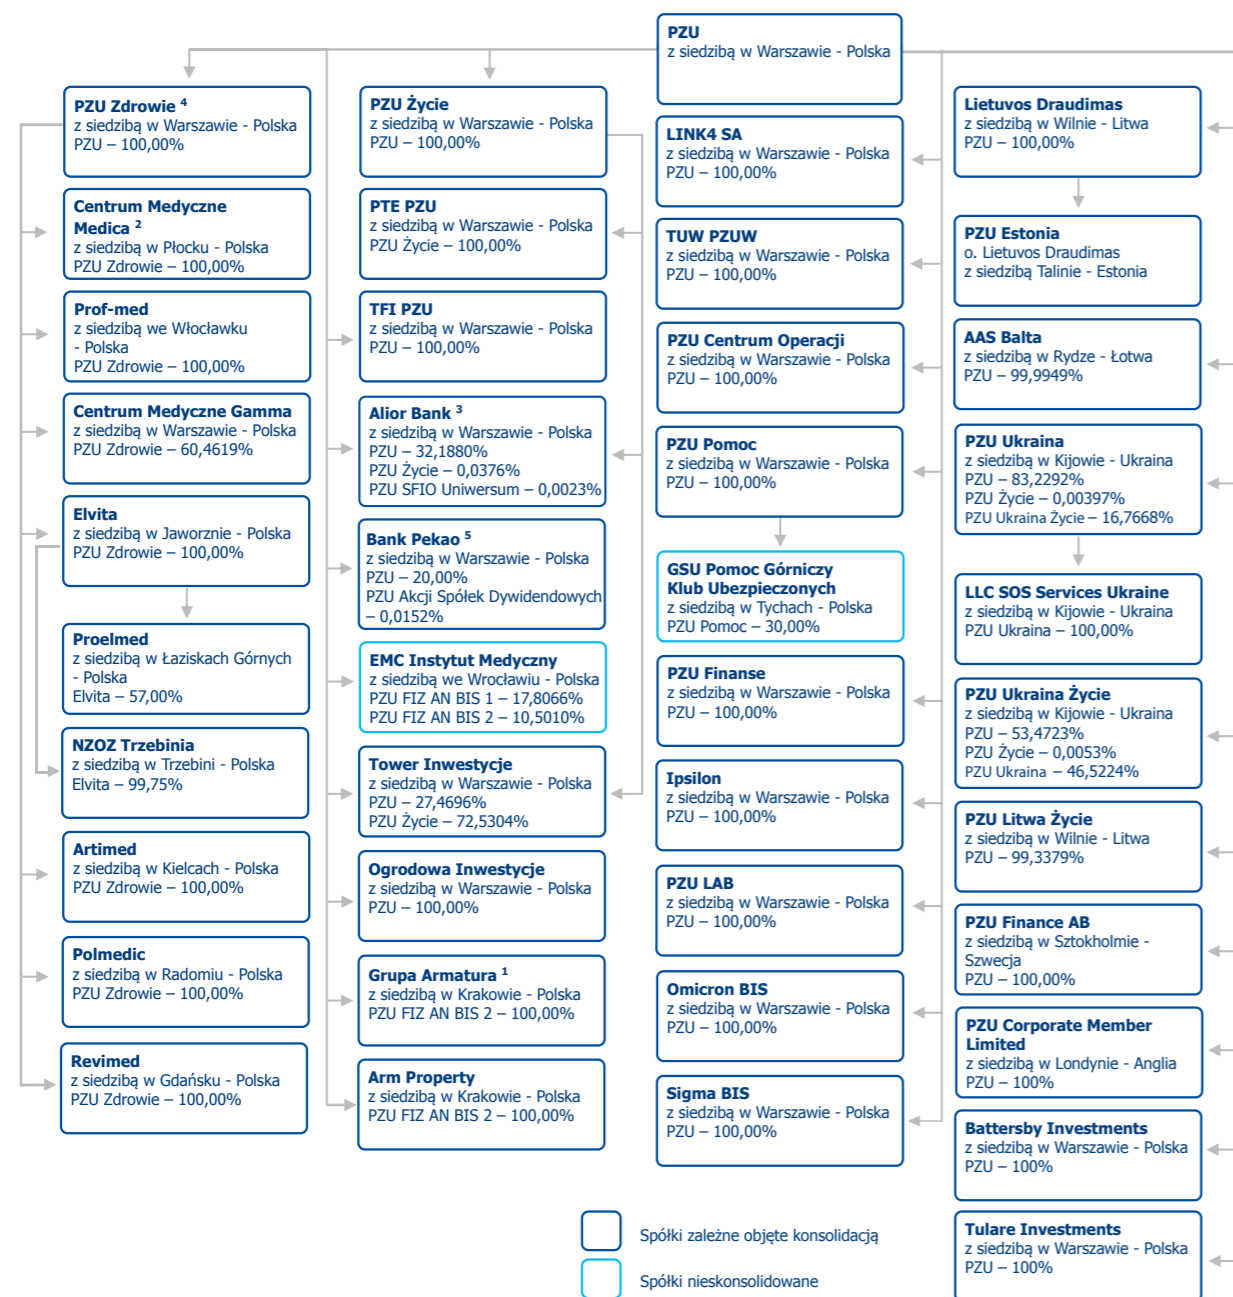 PZU
z siedzibą w Warszawie - Polska
PZU Zdrowie ⁴
z siedzibą w Warszawie - Polska
PZU – 100,00%
Centrum Medyczne
Medica ²
z siedzibą w Płocku - Polska
PZU Zdrowie – 100,00%
Prof-med
z siedzibą we Włocławku
- Polska
PZU Zdrowie – 100,00%
Centrum Medyczne Gamma
z siedzibą w Warszawie - Polska
PZU Zdrowie – 60,4619%
Elvita
z siedzibą w Jaworznie - Polska
PZU Zdrowie – 100,00%
Proelmed
z siedzibą w Łaziskach Górnych
- Polska
Elvita – 57,00%
NZOZ Trzebinia
z siedzibą w Trzebini - Polska
Elvita – 99,75%
Artimed
z siedzibą w Kielcach - Polska
PZU Zdrowie – 100,00%
Polmedic
z siedzibą w Radomiu - Polska
PZU Zdrowie – 100,00%
Revimed
z siedzibą w Gdańsku - Polska
PZU Zdrowie – 100,00%
PZU Życie
z siedzibą w Warszawie - Polska
PZU – 100,00%
PTE PZU
z siedzibą w Warszawie - Polska
PZU Życie – 100,00%
TFI PZU
z siedzibą w Warszawie - Polska
PZU – 100,00%
Alior Bank ³
z siedzibą w Warszawie - Polska
PZU – 32,1880%
PZU Życie – 0,0376%
PZU SFIO Uniwersum – 0,0023%
Bank Pekao ⁵
z siedzibą w Warszawie - Polska
PZU – 20,00%
PZU Akcji Spółek Dywidendowych
– 0,0152%
EMC Instytut Medyczny
z siedzibą we Wrocławiu - Polska
PZU FIZ AN BIS 1 – 17,8066%
PZU FIZ AN BIS 2 – 10,5010%
Tower Inwestycje
z siedzibą w Warszawie - Polska
PZU – 27,4696%
PZU Życie – 72,5304%
Ogrodowa Inwestycje
z siedzibą w Warszawie - Polska
PZU – 100,00%
Grupa Armatura ¹
z siedzibą w Krakowie - Polska
PZU FIZ AN BIS 2 – 100,00%
Arm Property
z siedzibą w Krakowie - Polska
PZU FIZ AN BIS 2 – 100,00%
LINK4 SA
z siedzibą w Warszawie - Polska
PZU – 100,00%
TUW PZUW
z siedzibą w Warszawie - Polska
PZU – 100,00%
PZU Centrum Operacji
z siedzibą w Warszawie - Polska
PZU – 100,00%
PZU Pomoc
z siedzibą w Warszawie - Polska
PZU – 100,00%
GSU Pomoc Górniczy
Klub Ubezpieczonych
z siedzibą w Tychach - Polska
PZU Pomoc – 30,00%
PZU Finanse
z siedzibą w Warszawie - Polska
PZU – 100,00%
Ipsilon
z siedzibą w Warszawie - Polska
PZU – 100,00%
PZU LAB
z siedzibą w Warszawie - Polska
PZU – 100,00%
Omicron BIS
z siedzibą w Warszawie - Polska
PZU – 100,00%
Sigma BIS
z siedzibą w Warszawie - Polska
PZU – 100,00%
Lietuvos Draudimas
z siedzibą w Wilnie - Litwa
PZU – 100,00%
PZU Estonia
o. Lietuvos Draudimas
z siedzibą Talinie - Estonia
AAS Balta
z siedzibą w Rydze - Łotwa
PZU – 99,9949%
PZU Ukraina
z siedzibą w Kijowie - Ukraina
PZU – 83,2292%
PZU Życie – 0,00397%
PZU Ukraina Życie – 16,7668%
LLC SOS Services Ukraine
z siedzibą w Kijowie - Ukraina
PZU Ukraina – 100,00%
PZU Ukraina Życie
z siedzibą w Kijowie - Ukraina
PZU – 53,4723%
PZU Życie – 0,0053%
PZU Ukraina – 46,5224%
PZU Litwa Życie
z siedzibą w Wilnie - Litwa
PZU – 99,3379%
PZU Finance AB
z siedzibą w Sztokholmie -
Szwecja
PZU – 100,00%
PZU Corporate Member
Limited
z siedzibą w Londynie - Anglia
PZU – 100%
Battersby Investments
z siedzibą w Warszawie - Polska
PZU – 100%
Tulare Investments
z siedzibą w Warszawie - Polska
PZU – 100%
Spółki zależne objęte konsolidacją
Spółki nieskonsolidowane